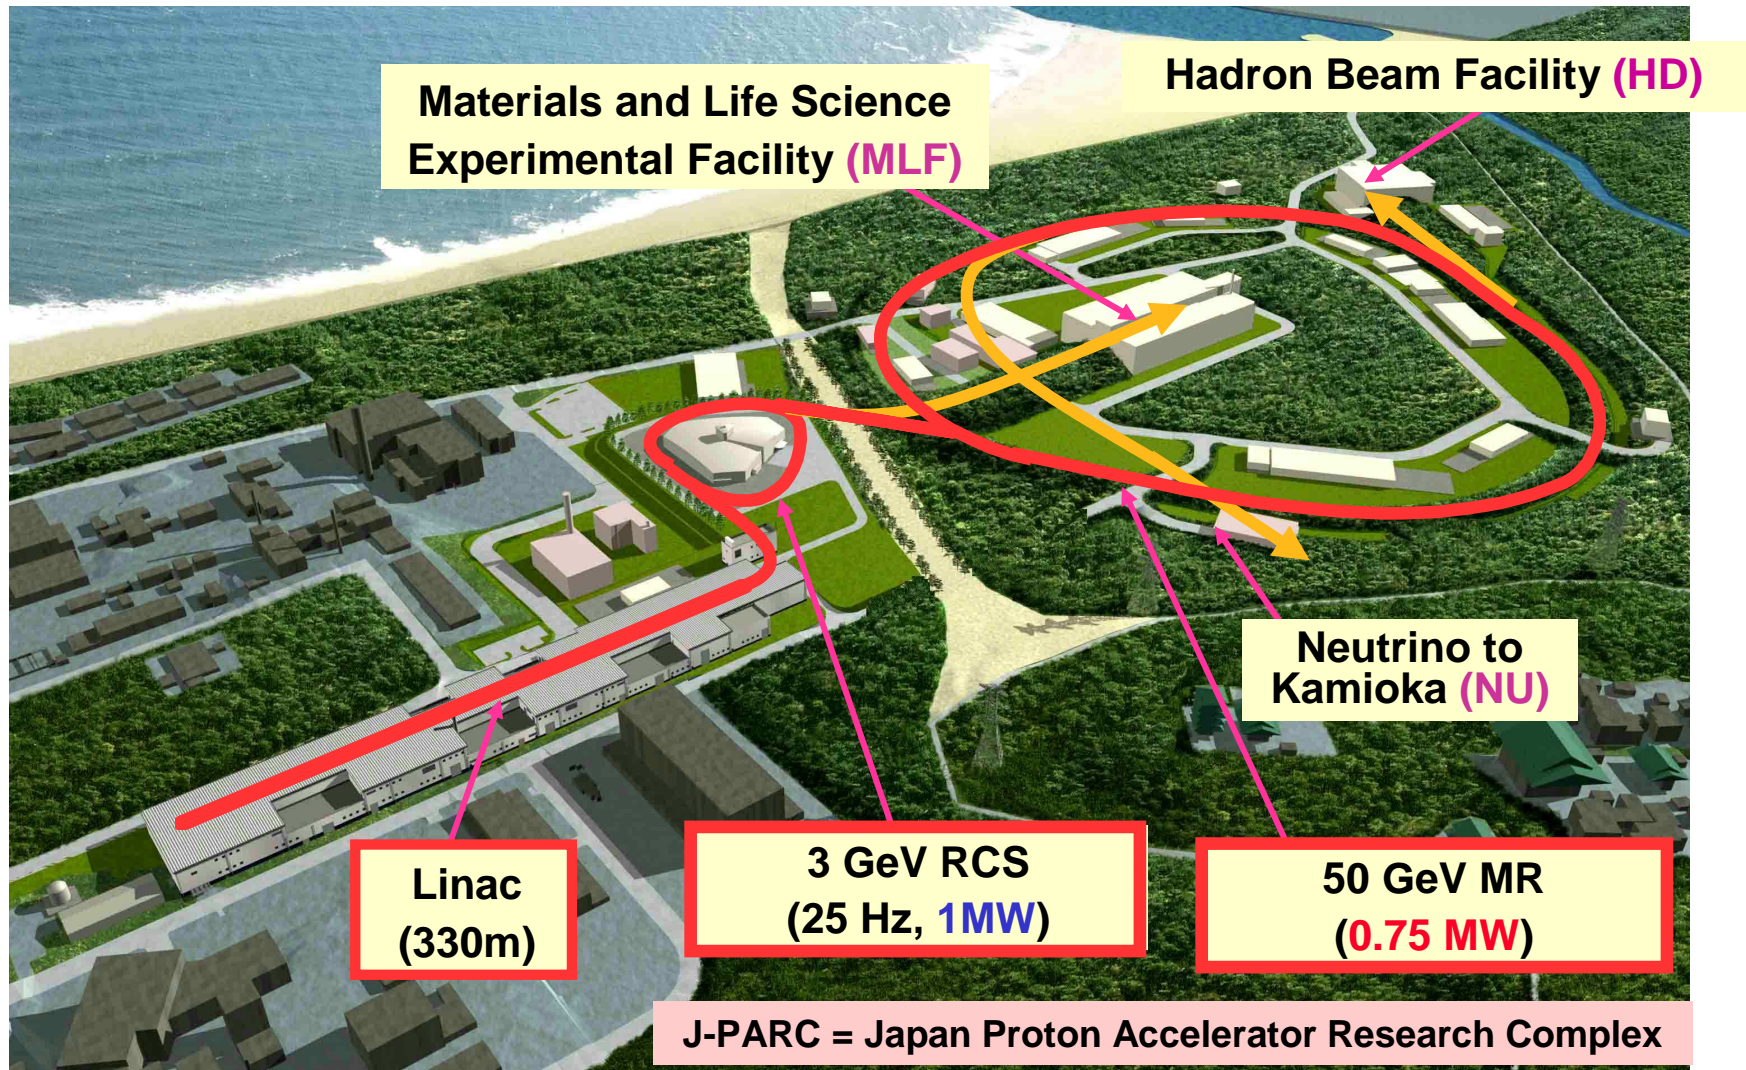 Hadron Beam Facility (HD)
Materials and Life Science
Experimental Facility (MLF)
Neutrino to
Kamioka (NU)
Linac
(330m)
3 GeV RCS
(25 Hz, 1MW)
50 GeV MR
(0.75 MW)
J-PARC = Japan Proton Accelerator Research Complex